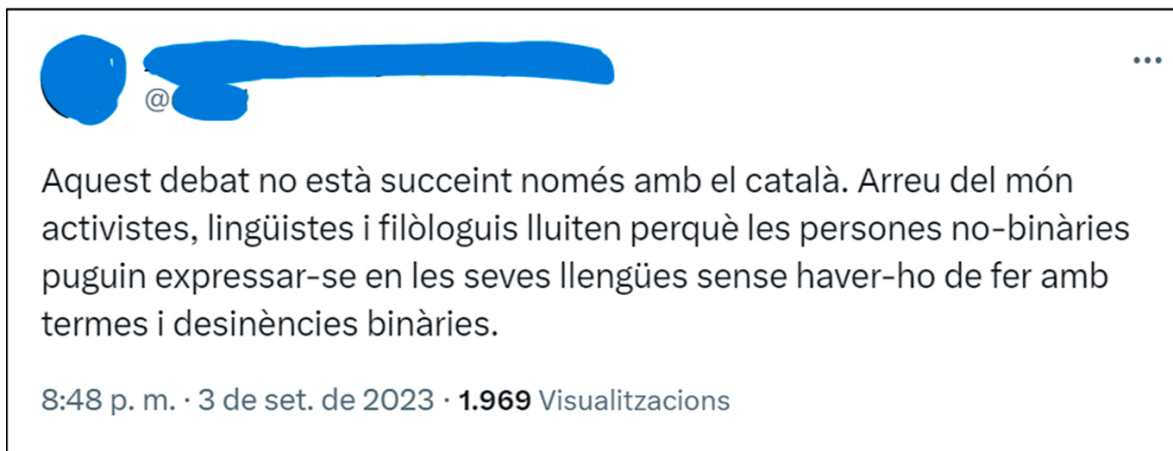 @
Aquest debat no està succeint només amb el català. Arreu del món
activistes, lingüistes i filòloguis lluiten perquè les persones no-binàries
puguin expressar-se en les seves llengües sense haver-ho de fer amb
termes i desinències binàries.
8:48 p. m. · 3 de set. de 2023 · 1.969 Visualitzacions